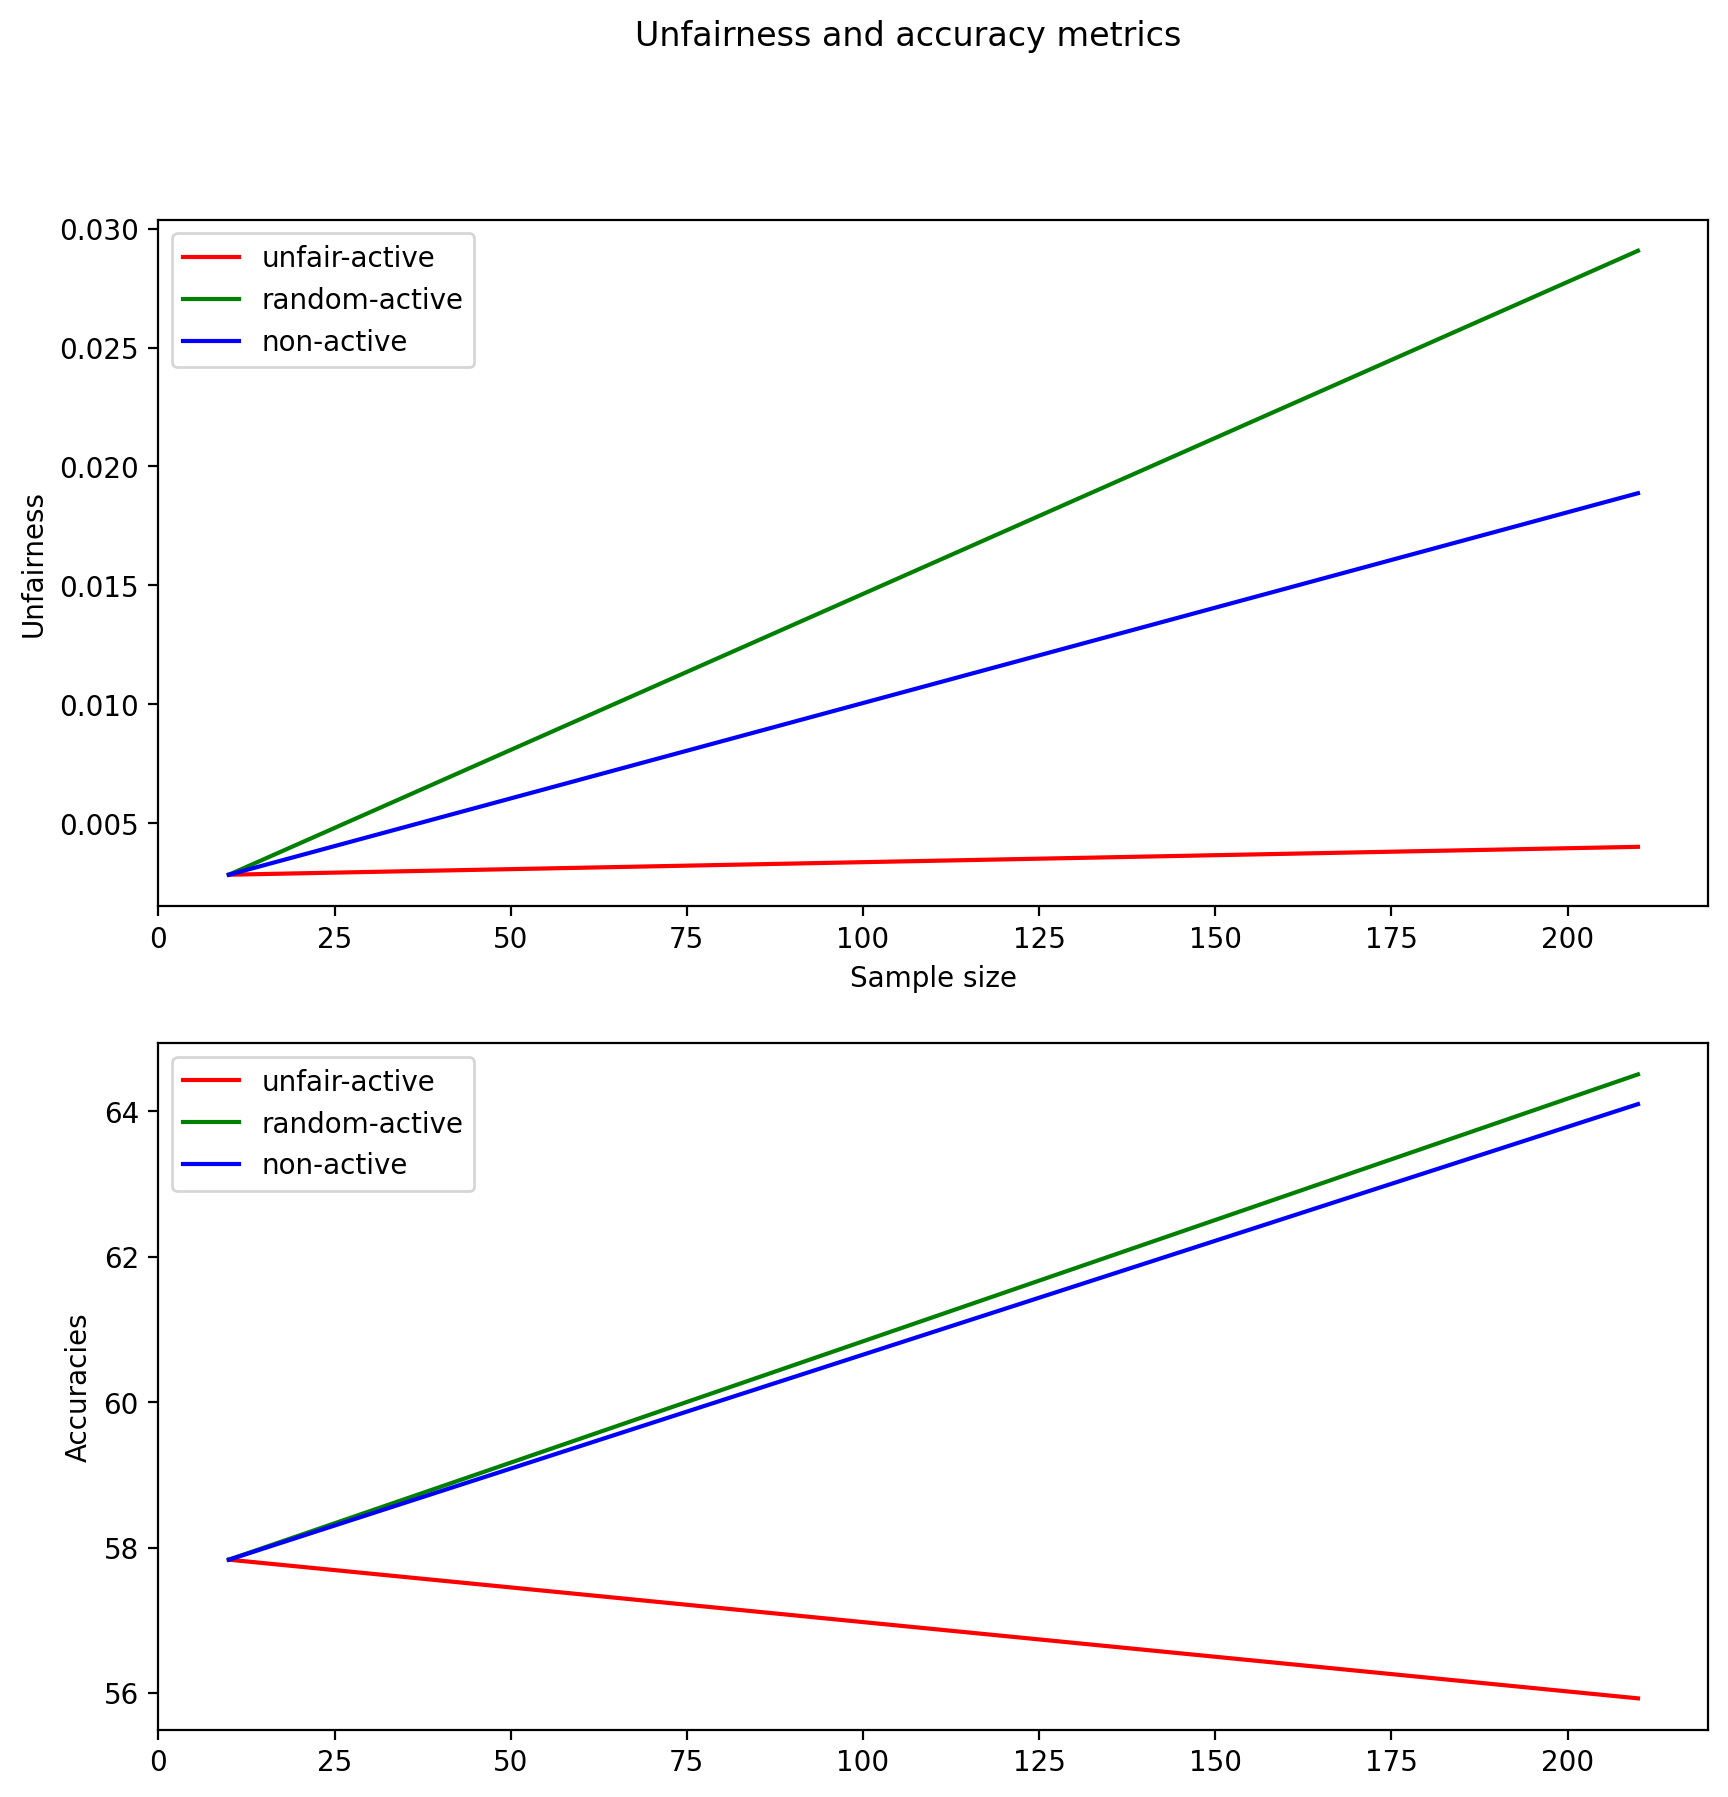 Unfairness and accuracy metrics
0.030
0.025
0.020
0.015
0.010
0.005
Unfairness
unfair-active
random-active
non-active
0 25 50 75 100 125 150 175 200
Sample size
64
62
60
58
56
Accuracies
unfair-active
random-active
non-active
0 25 50 75 100 125 150 175 200